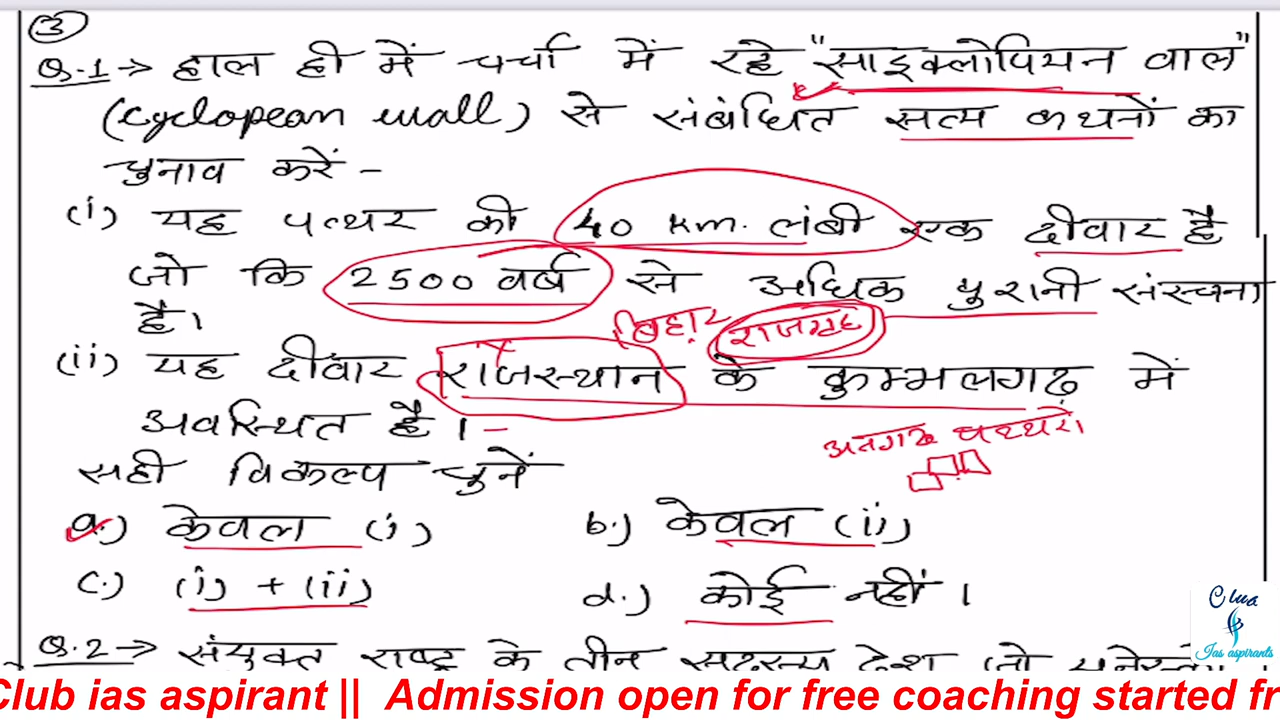 ③
Q.1 → हाल ही में चर्चा में रहे "साइक्लोपियन वाल"
(Cyclopean wall) से संबंधित सत्य कथनों का
चुनाव करें -
(i) यह पत्थर की 40 km. लंबी एक दीवार है
जो कि 2500 वर्ष से अधिक पुरानी संरचना
है।
बिहार राजगृह
(ii) यह दीवार राजस्थान के कुम्भलगढ़ में
अवस्थित है।
अनगढ़ पत्थरों
सही विकल्प चुनें
a.) केवल (i) b.) केवल (ii)
c.) (i) + (ii) d.) कोई नहीं ।
Q.2 → संयुक्त राष्ट्र के तीन सदस्य देश जो
Club
Ias aspirants
Club ias aspirant || Admission open for free coaching started fr